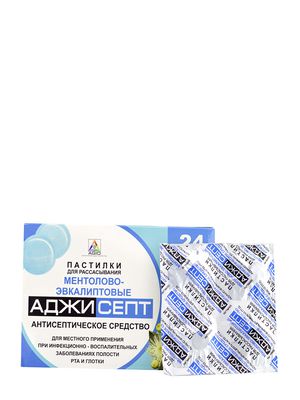 24
ПАСТИЛКИ
ДЛЯ РАССАСЫВАНИЯ
МЕНТОЛОВО-
ЭВКАЛИПТОВЫЕ
АДЖИСЕПТ
АНТИСЕПТИЧЕСКОЕ СРЕДСТВО
ДЛЯ МЕСТНОГО ПРИМЕНЕНИЯ
ПРИ ИНФЕКЦИОННО - ВОСПАЛИТЕЛЬНЫХ
ЗАБОЛЕВАНИЯХ ПОЛОСТИ
РТА И ГЛОТКИ
ПАСТИЛКИ
АДЖИСЕПТ